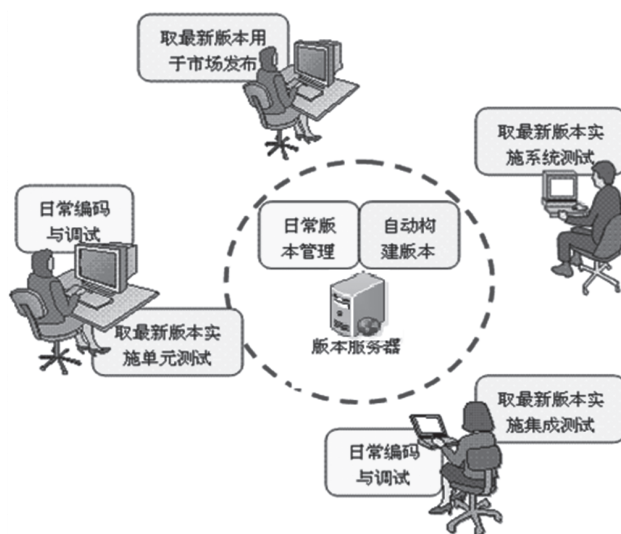 取最新版本用
于市场发布
取最新版本实
施系统测试
日常编码
与调试
日常版
本管理
自动构
建版本
取最新版本实
施单元测试
版本服务器
取最新版本实
施集成测试
日常编码
与调试